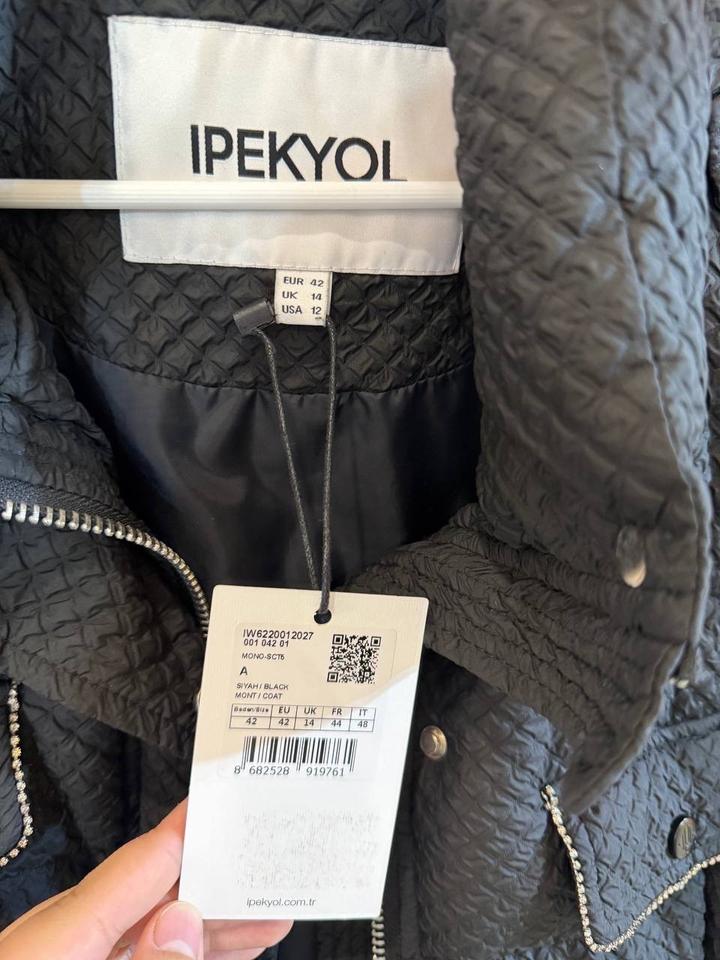 IPEKYOL
EUR 42
UK 14
USA 12
IW6220012027
001 042 01
MONO-SCT6
A
SIYAH / BLACK
MONT / COAT
Beden/Size EU UK FR IT
42 42 14 44 48
8 682528 919761
ipekyol.com.tr